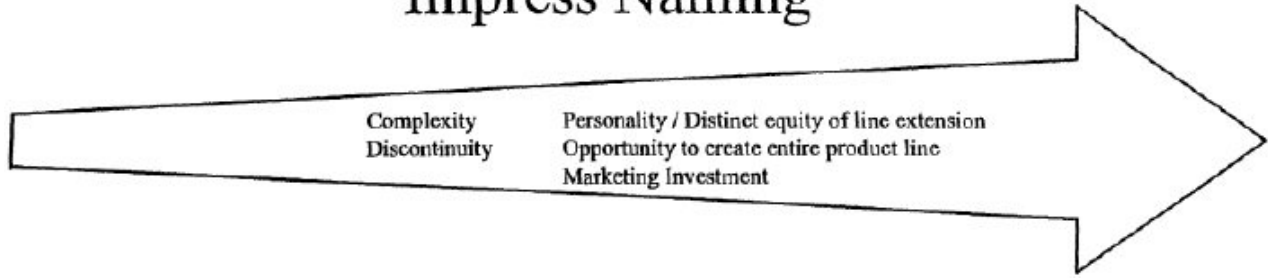 Impress Naming
Complexity Personality / Distinct equity of line extension
Discontinuity Opportunity to create entire product line
Marketing Investment